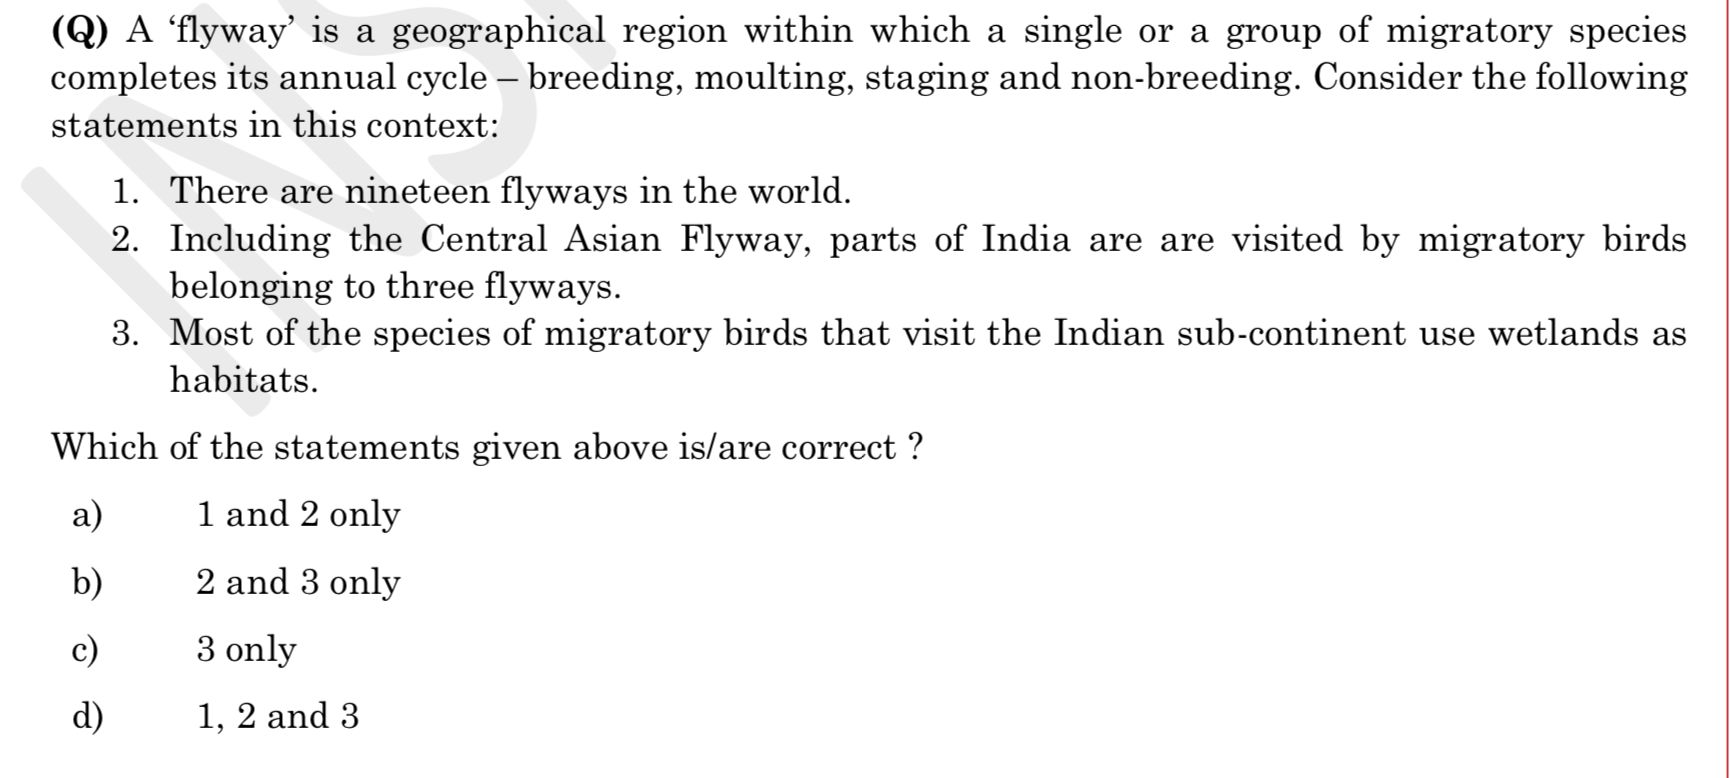 (Q) A ‘flyway’ is a geographical region within which a single or a group of migratory species
completes its annual cycle – breeding, moulting, staging and non-breeding. Consider the following
statements in this context:
1. There are nineteen flyways in the world.
2. Including the Central Asian Flyway, parts of India are are visited by migratory birds
belonging to three flyways.
3. Most of the species of migratory birds that visit the Indian sub-continent use wetlands as
habitats.
Which of the statements given above is/are correct ?
a) 1 and 2 only
b) 2 and 3 only
c) 3 only
d) 1, 2 and 3